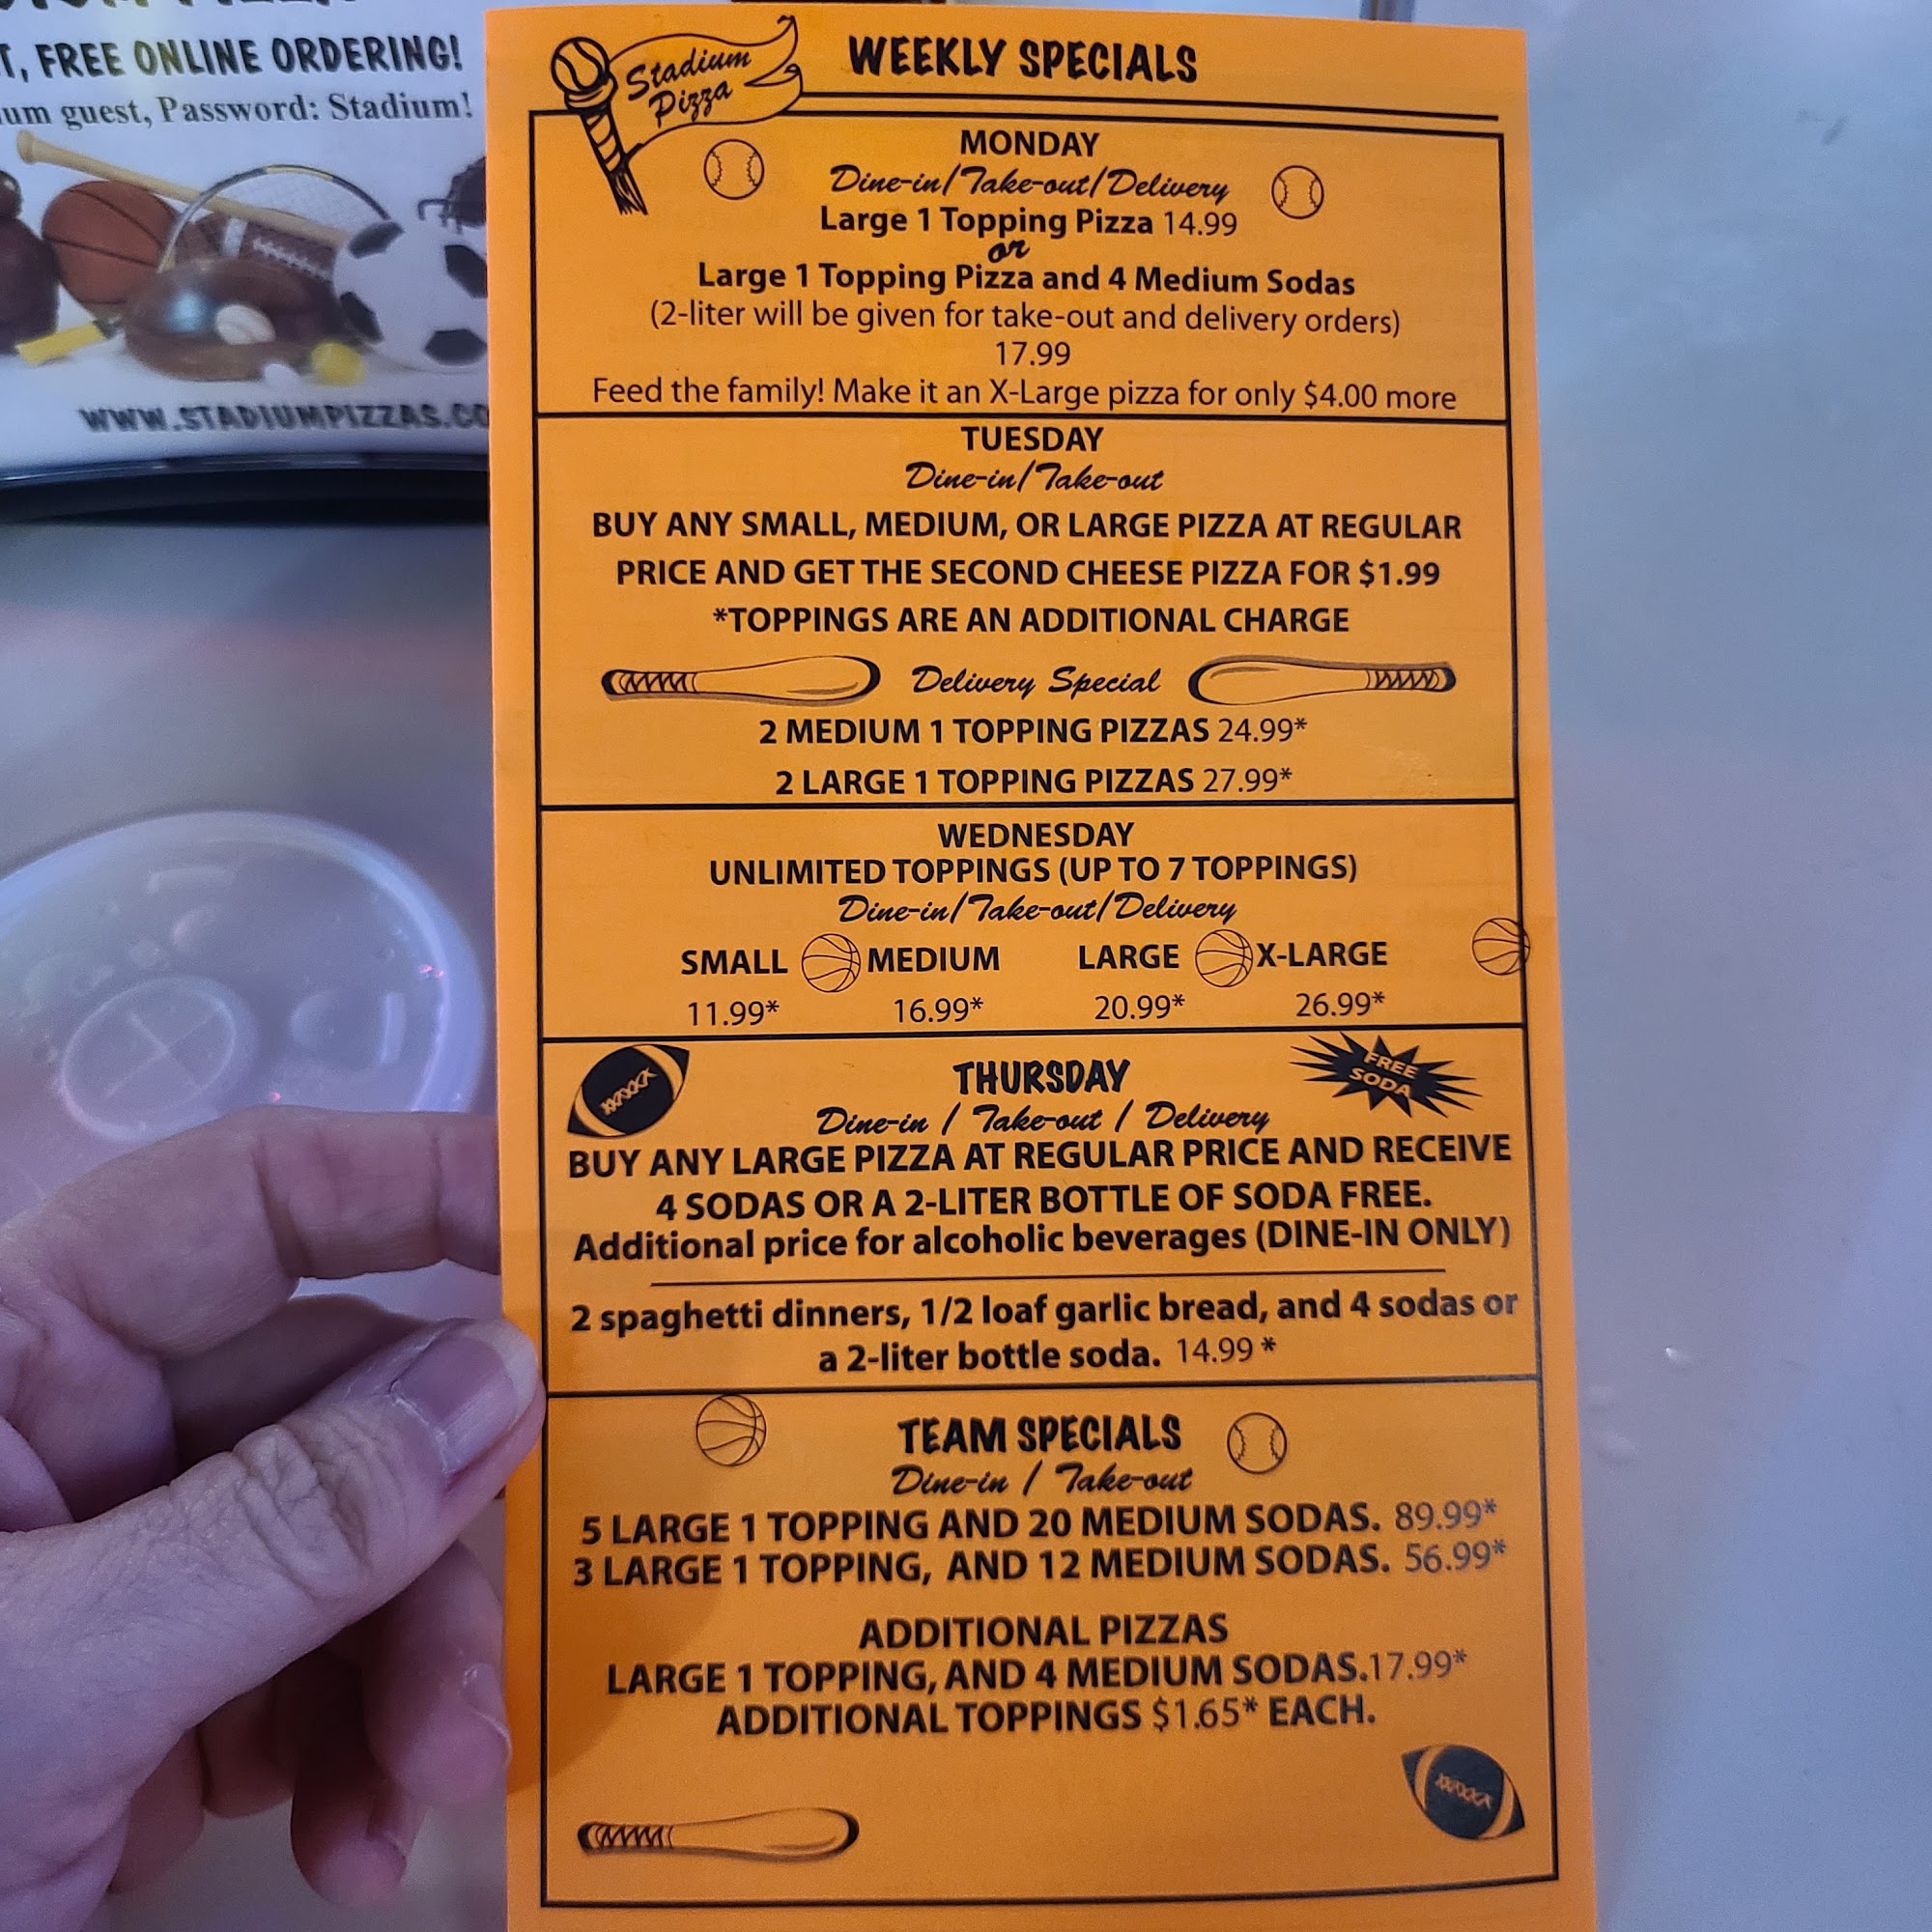 T, FREE ONLINE ORDERING!
um guest, Password: Stadium!
WWW.STADIUMPIZZAS.CO
Stadium
Pizza
WEEKLY SPECIALS
MONDAY
Dine-in/Take-out/Delivery
Large 1 Topping Pizza 14.99
or
Large 1 Topping Pizza and 4 Medium Sodas
(2-liter will be given for take-out and delivery orders)
17.99
Feed the family! Make it an X-Large pizza for only $4.00 more
TUESDAY
Dine-in/Take-out
BUY ANY SMALL, MEDIUM, OR LARGE PIZZA AT REGULAR
PRICE AND GET THE SECOND CHEESE PIZZA FOR $1.99
*TOPPINGS ARE AN ADDITIONAL CHARGE
Delivery Special
2 MEDIUM 1 TOPPING PIZZAS 24.99*
2 LARGE 1 TOPPING PIZZAS 27.99*
WEDNESDAY
UNLIMITED TOPPINGS (UP TO 7 TOPPINGS)
Dine-in/Take-out/Delivery
SMALL MEDIUM LARGE X-LARGE
11.99* 16.99* 20.99* 26.99*
THURSDAY
FREE
SODA
Dine-in / Take-out / Delivery
BUY ANY LARGE PIZZA AT REGULAR PRICE AND RECEIVE
4 SODAS OR A 2-LITER BOTTLE OF SODA FREE.
Additional price for alcoholic beverages (DINE-IN ONLY)
2 spaghetti dinners, 1/2 loaf garlic bread, and 4 sodas or
a 2-liter bottle soda. 14.99 *
TEAM SPECIALS
Dine-in / Take-out
5 LARGE 1 TOPPING AND 20 MEDIUM SODAS. 89.99*
3 LARGE 1 TOPPING, AND 12 MEDIUM SODAS. 56.99*
ADDITIONAL PIZZAS
LARGE 1 TOPPING, AND 4 MEDIUM SODAS.17.99*
ADDITIONAL TOPPINGS $1.65* EACH.